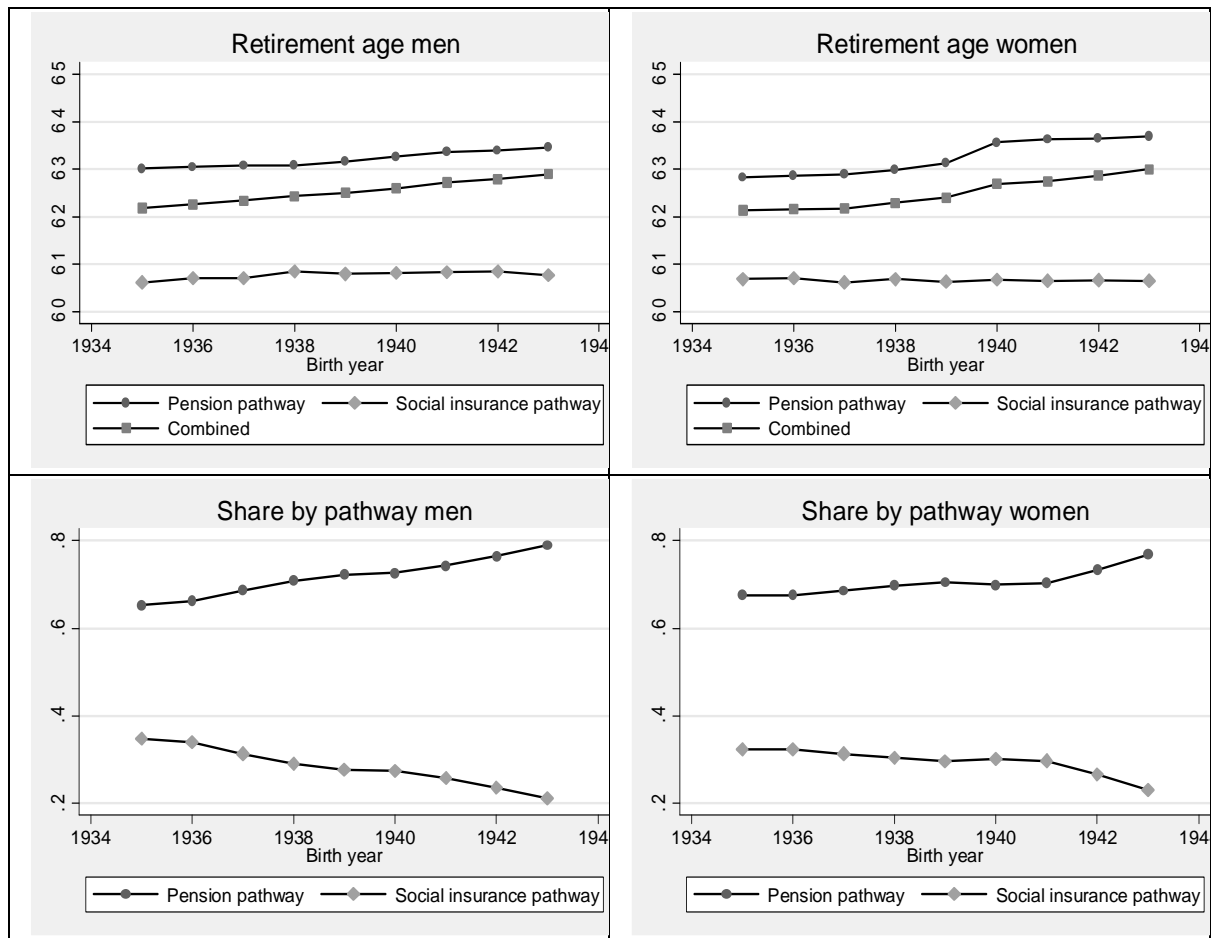 Retirement age men
65
64
63
62
61
60
1934 1936 1938 1940 1942 194
Birth year
Pension pathway Social insurance pathway
Combined
Retirement age women
65
64
63
62
61
60
1934 1936 1938 1940 1942 194
Birth year
Pension pathway Social insurance pathway
Combined
Share by pathway men
.8
.6
.4
.2
1934 1936 1938 1940 1942 194
Birth year
Pension pathway Social insurance pathway
Share by pathway women
.8
.6
.4
.2
1934 1936 1938 1940 1942 194
Birth year
Pension pathway Social insurance pathway